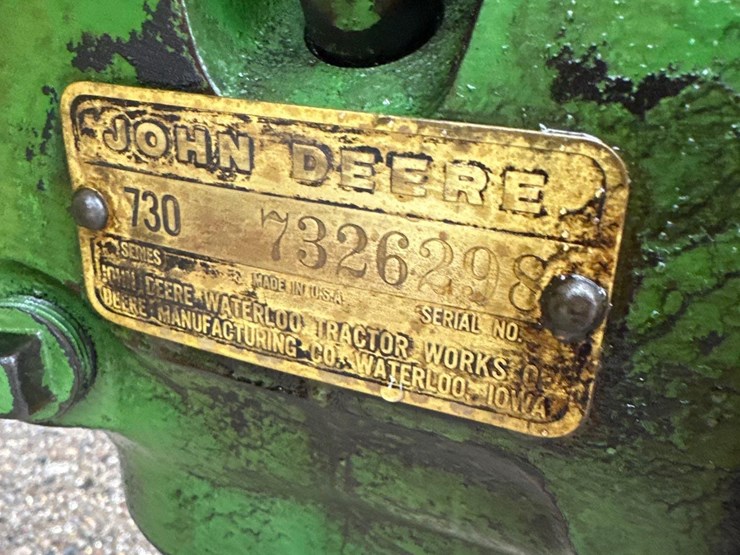 JOHN DEERE
730 7326298
SERIES MADE IN U.S.A. SERIAL NO.
JOHN DEERE WATERLOO TRACTOR WORKS OF
DEERE MANUFACTURING CO. WATERLOO, IOWA